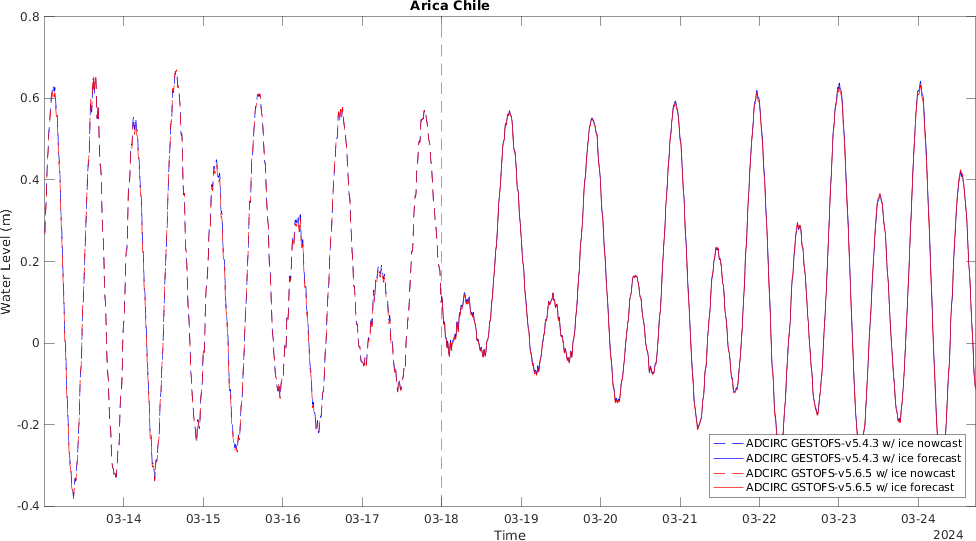 Arica Chile
0.8
0.6
0.4
0.2
0
-0.2
-0.4
Water Level (m)
ADCIRC GESTOFS-v5.4.3 w/ ice nowcast
ADCIRC GESTOFS-v5.4.3 w/ ice forecast
ADCIRC GSTOFS-v5.6.5 w/ ice nowcast
ADCIRC GSTOFS-v5.6.5 w/ ice forecast
03-14 03-15 03-16 03-17 03-18 03-19 03-20 03-21 03-22 03-23 03-24
Time
2024